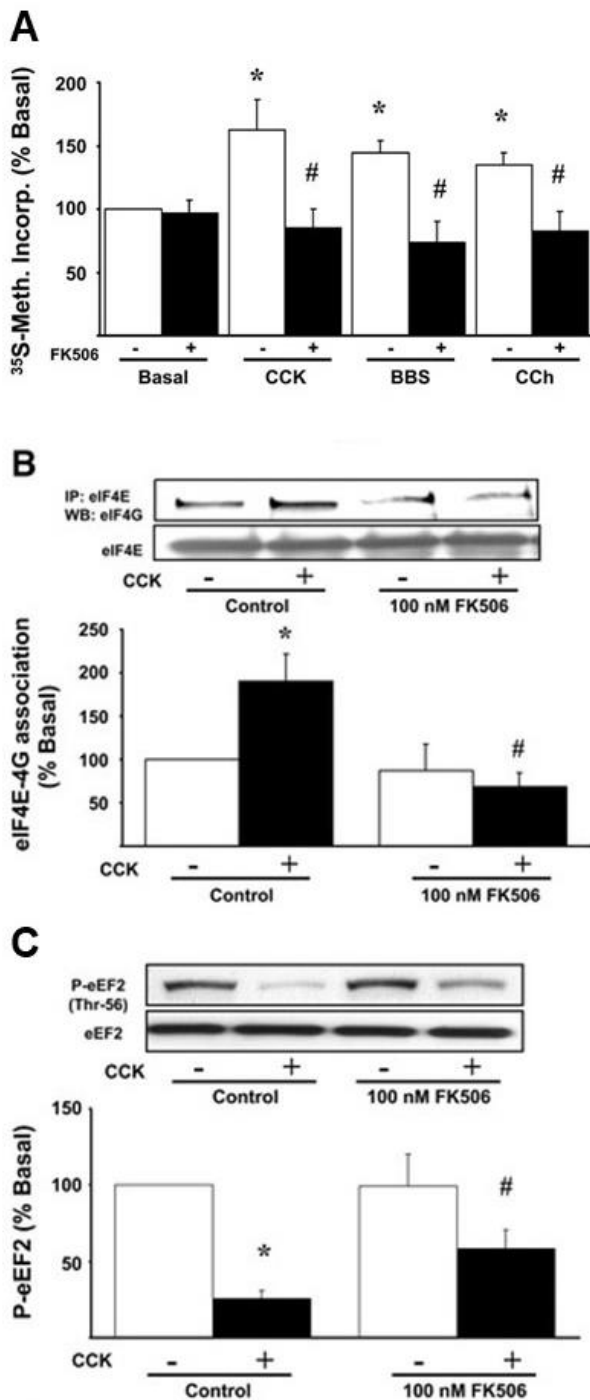 A
35S-Meth. Incorp. (% Basal)
200
150
100
50
* * *
# # #
FK506 - + - + - + - +
Basal CCK BBS CCh
B
IP: eIF4E
WB: eIF4G
eIF4E
CCK - + - +
Control 100 nM FK506
eIF4E-4G association
(% Basal)
250
200
150
100
50
*
#
CCK - + - +
Control 100 nM FK506
C
P-eEF2
(Thr-56)
eEF2
CCK - + - +
Control 100 nM FK506
P-eEF2 (% Basal)
150
100
50
*
#
CCK - + - +
Control 100 nM FK506